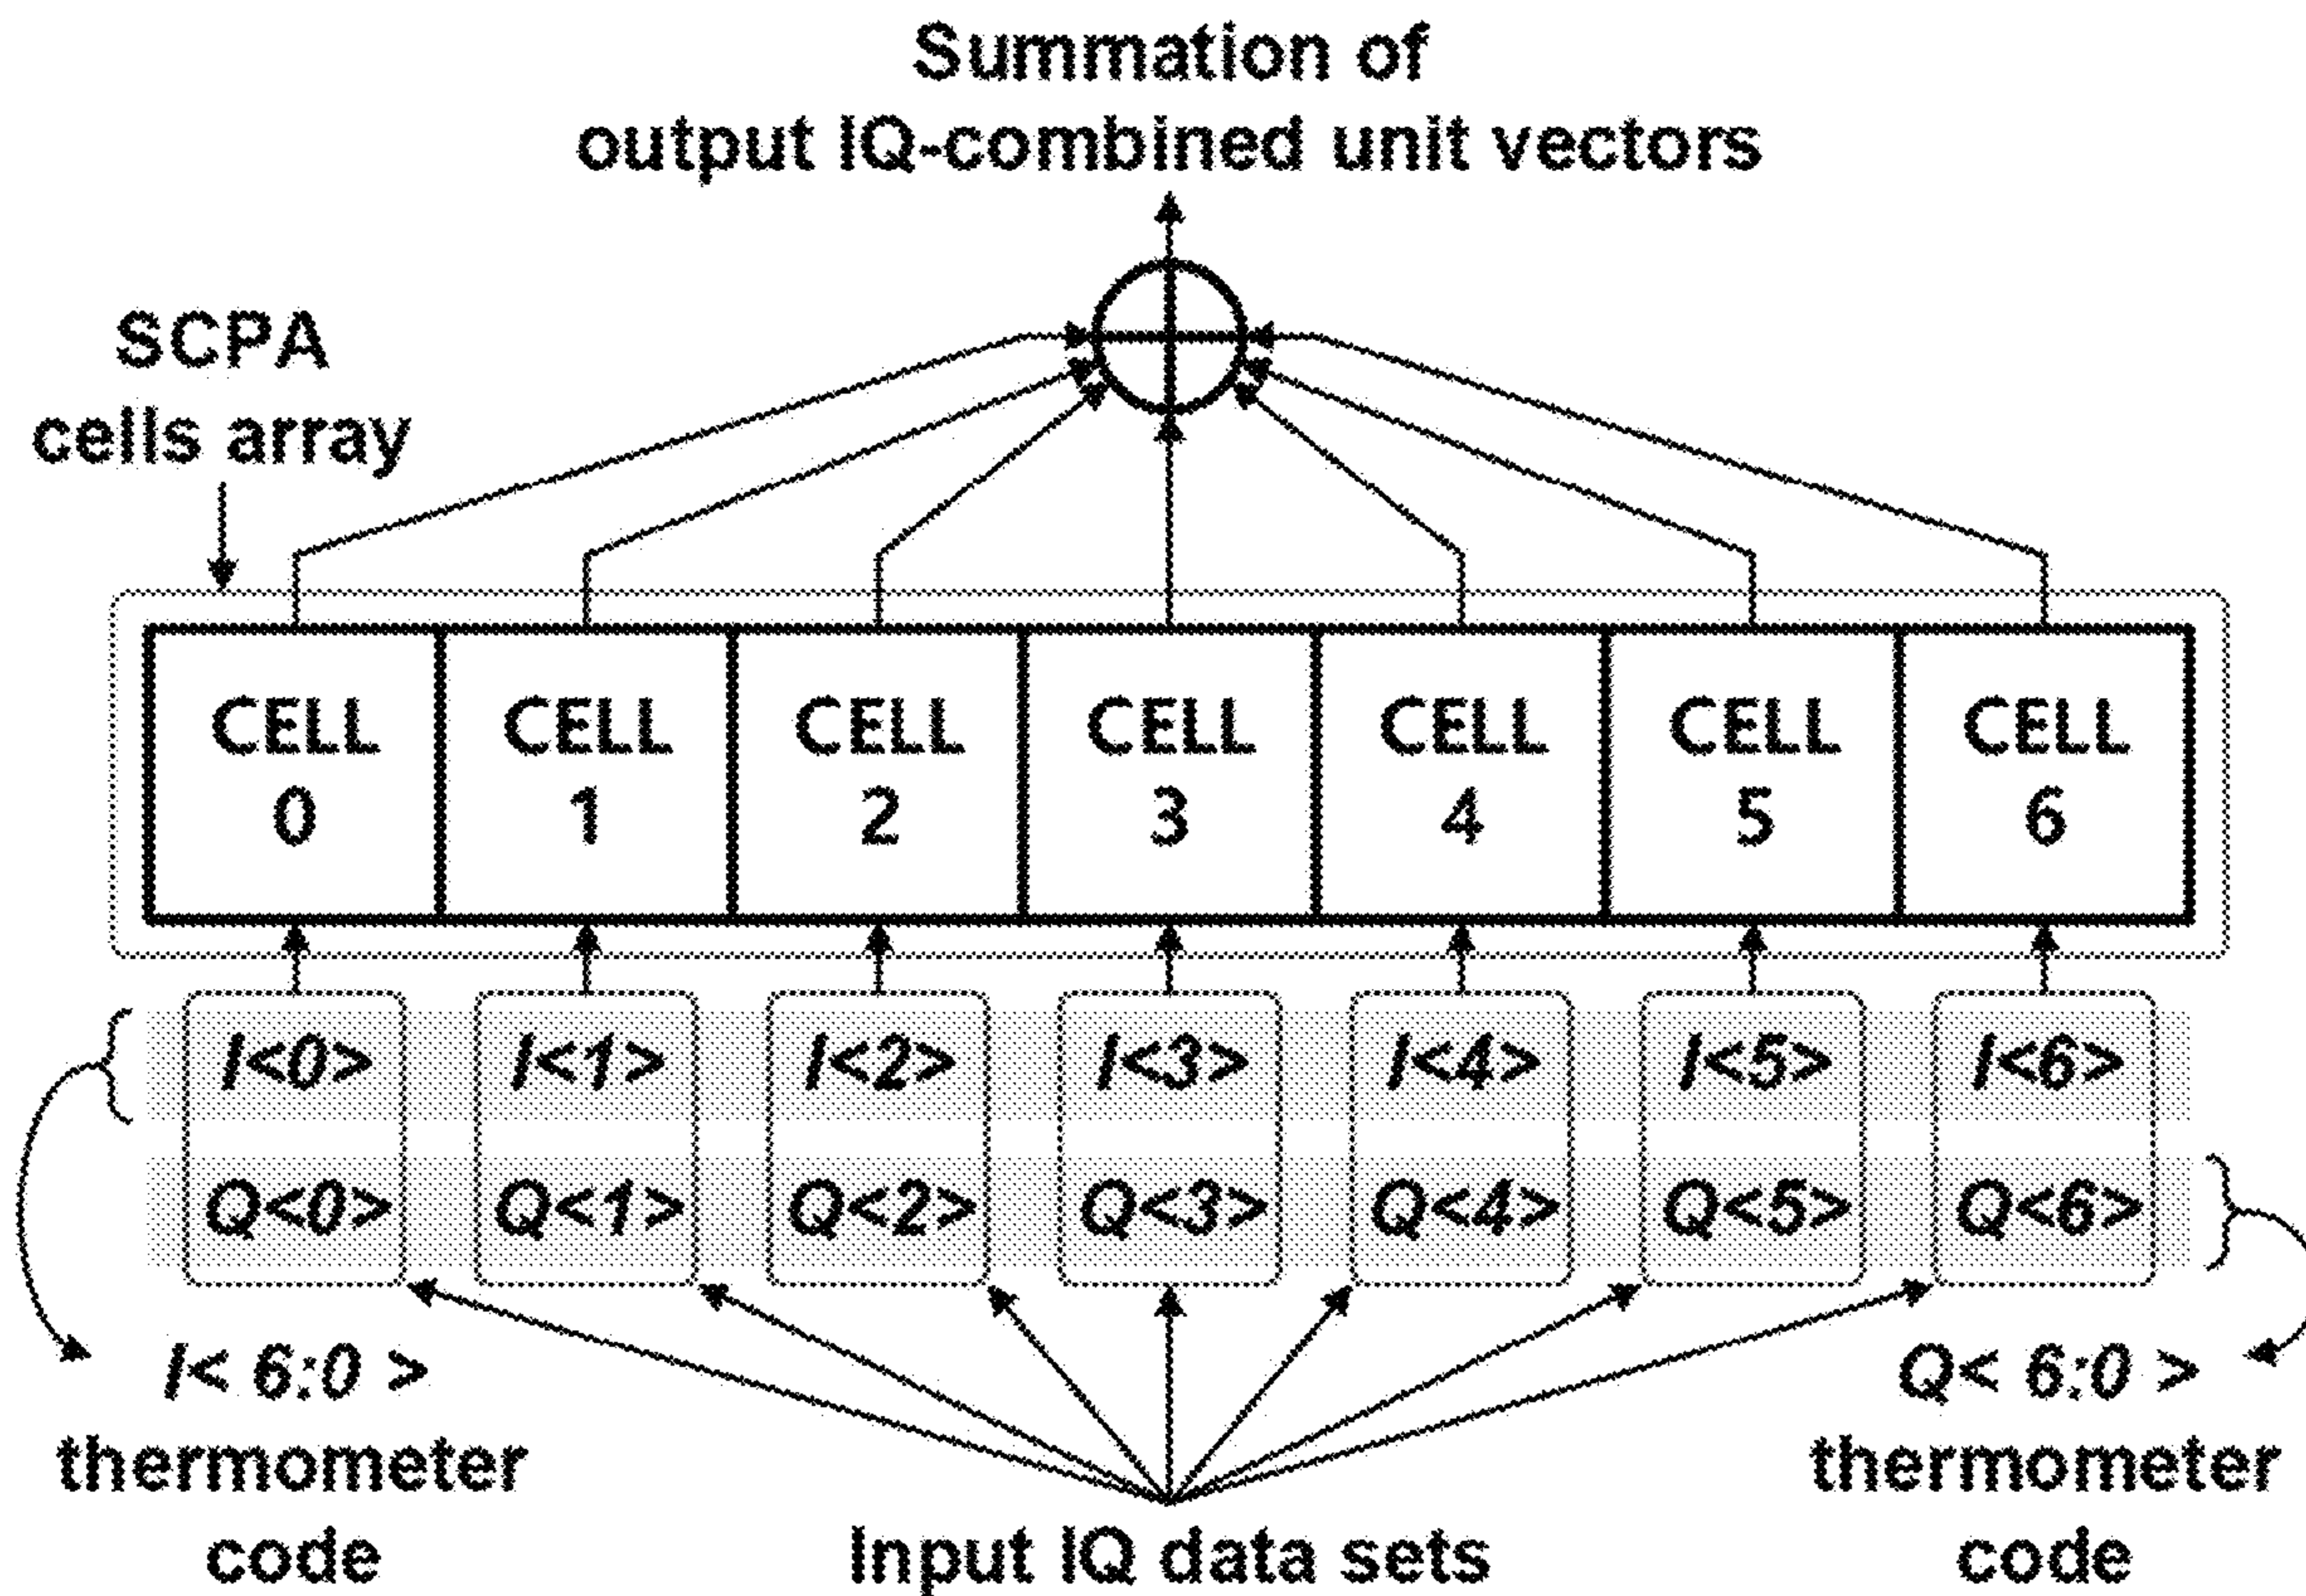 Summation of
output IQ-combined unit vectors
SCPA
cells array
CELL CELL CELL CELL CELL CELL CELL
0 1 2 3 4 5 6
I<0> I<1> I<2> I<3> I<4> I<5> I<6>
Q<0> Q<1> Q<2> Q<3> Q<4> Q<5> Q<6>
I< 6:0 >
thermometer
code
Input IQ data sets
Q< 6:0 >
thermometer
code